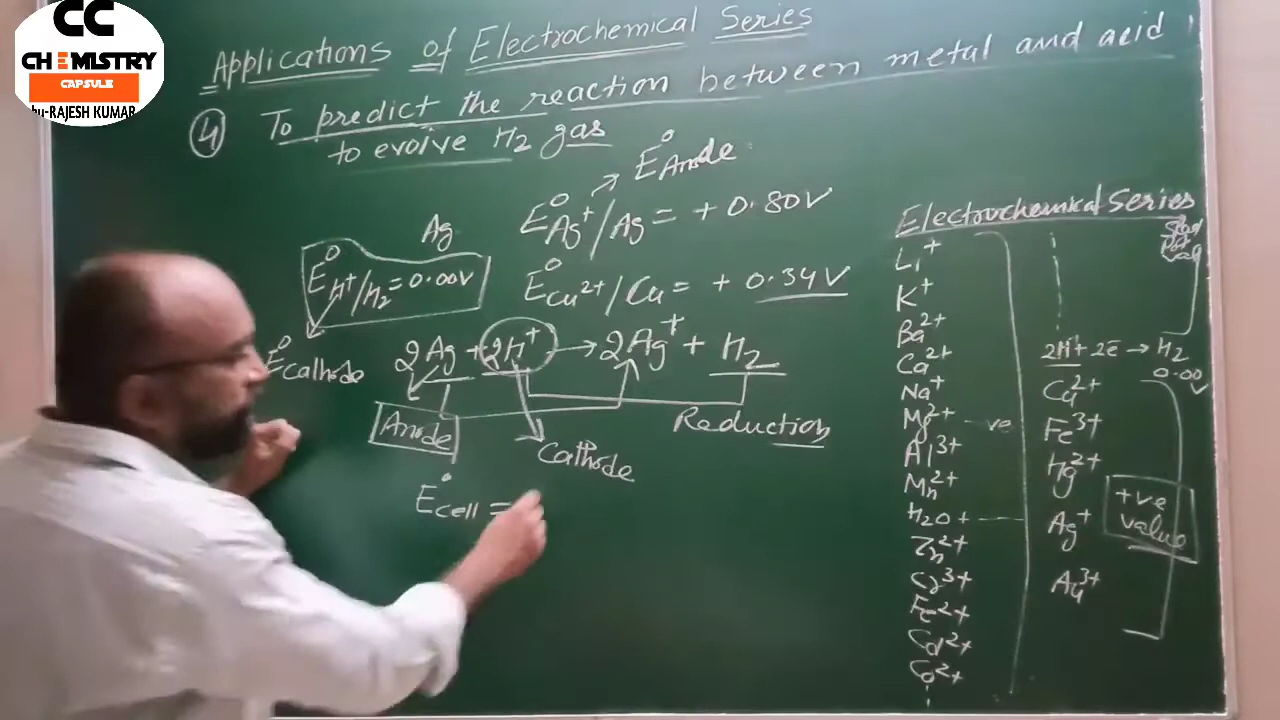 CC
CHEMISTRY
CAPSULE
by-RAJESH KUMAR
Applications of Electrochemical Series
④ To predict the reaction between metal and acid
to evolve H₂ gas
E°Anode
Ag
E°Ag⁺/Ag = + 0.80V
E°H⁺/H₂ = 0.00V
E°Cu²⁺/Cu = + 0.34V
E°Cathode
2Ag + 2H⁺ → 2Ag⁺ + H₂
Anode
Cathode
Reduction
E°cell =
Electrochemical Series
Li⁺
K⁺
Ba²⁺
Ca²⁺
Na⁺
Mg²⁺ -ve
Al³⁺
Mn²⁺
H₂O +
Zn²⁺
Cr³⁺
Fe²⁺
Cd²⁺
Co²⁺
2H⁺ + 2e⁻ → H₂
0.00
Cu²⁺
Fe³⁺
Hg²⁺
Ag⁺
Au³⁺
+ve
value